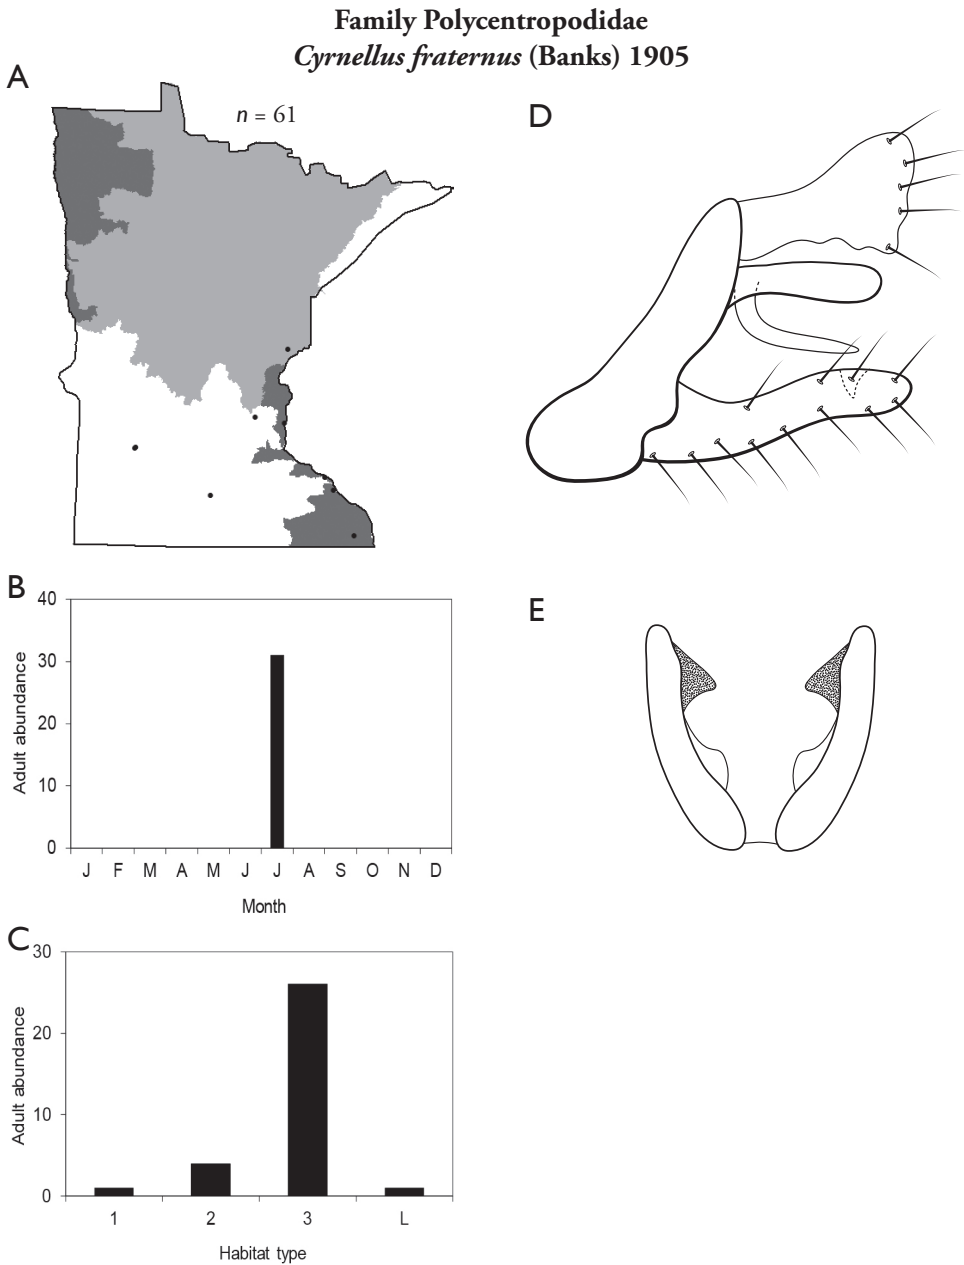 Family Polycentropodidae
Cyrnellus fraternus (Banks) 1905
A
n = 61
D
B
40
30
20
10
0
Adult abundance
J F M A M J J A S O N D
Month
E
C
30
20
10
0
Adult abundance
1 2 3 L
Habitat type